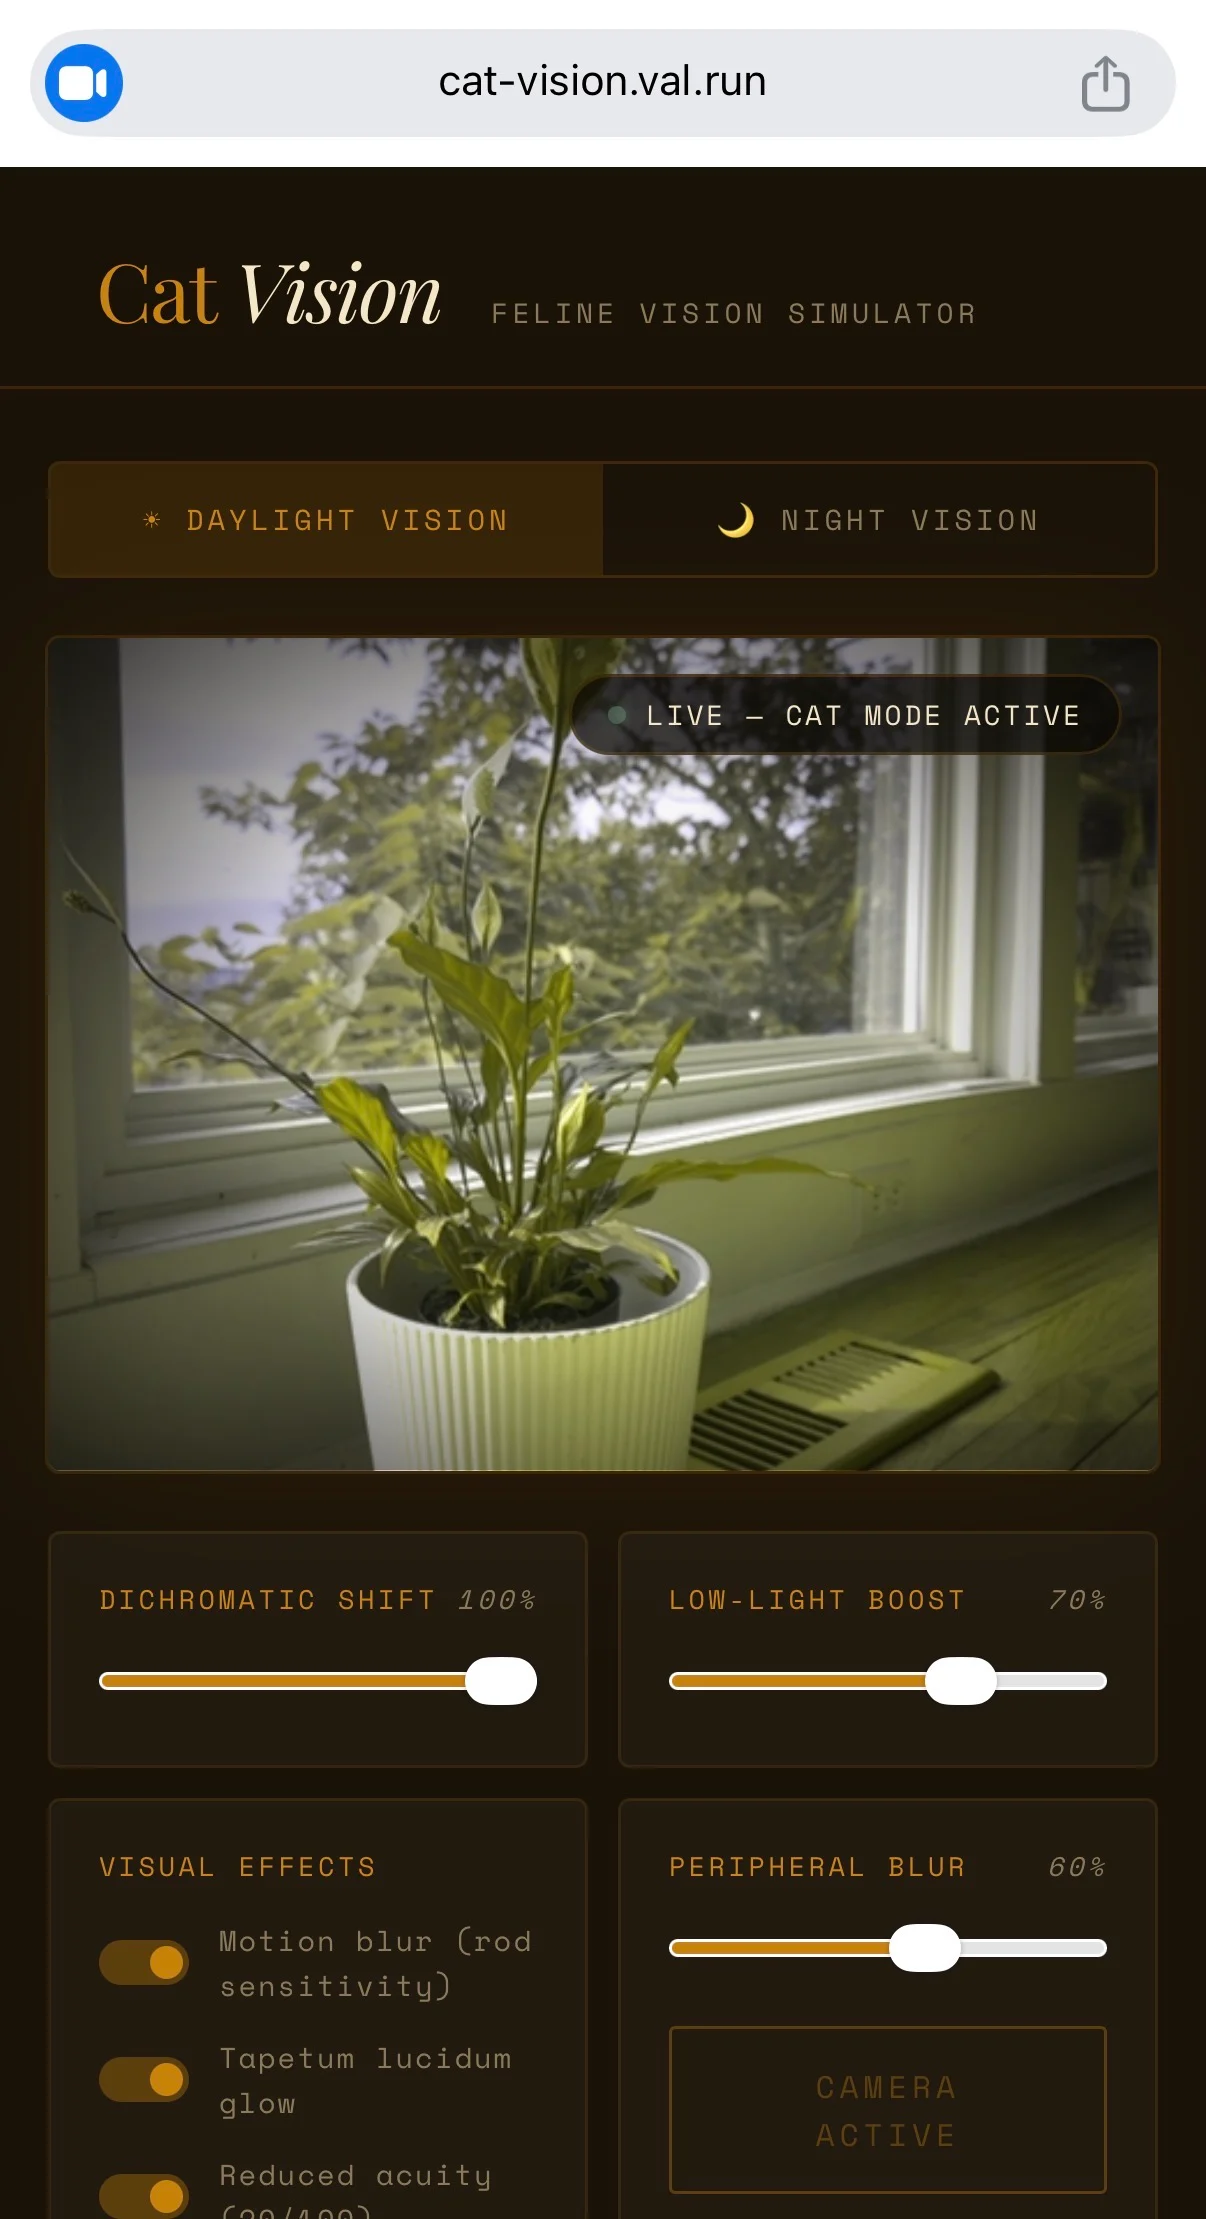 cat-vision.val.run
Cat Vision FELINE VISION SIMULATOR
☀ DAYLIGHT VISION
🌙 NIGHT VISION
LIVE — CAT MODE ACTIVE
DICHROMATIC SHIFT 100%
LOW-LIGHT BOOST 70%
VISUAL EFFECTS
Motion blur (rod
sensitivity)
Tapetum lucidum
glow
Reduced acuity
PERIPHERAL BLUR 60%
CAMERA
ACTIVE